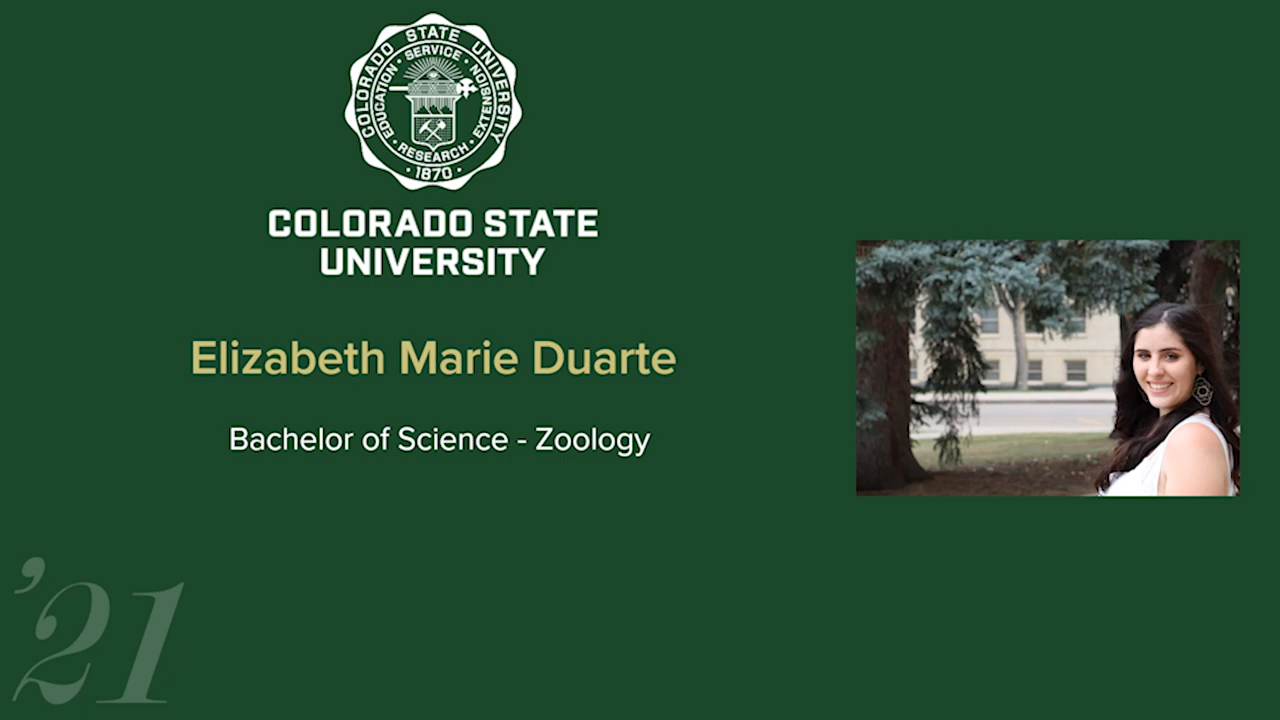 COLORADO STATE UNIVERSITY
EDUCATION · SERVICE · EXTENSION
· RESEARCH ·
· 1870 ·
COLORADO STATE
UNIVERSITY
Elizabeth Marie Duarte
Bachelor of Science - Zoology
’21